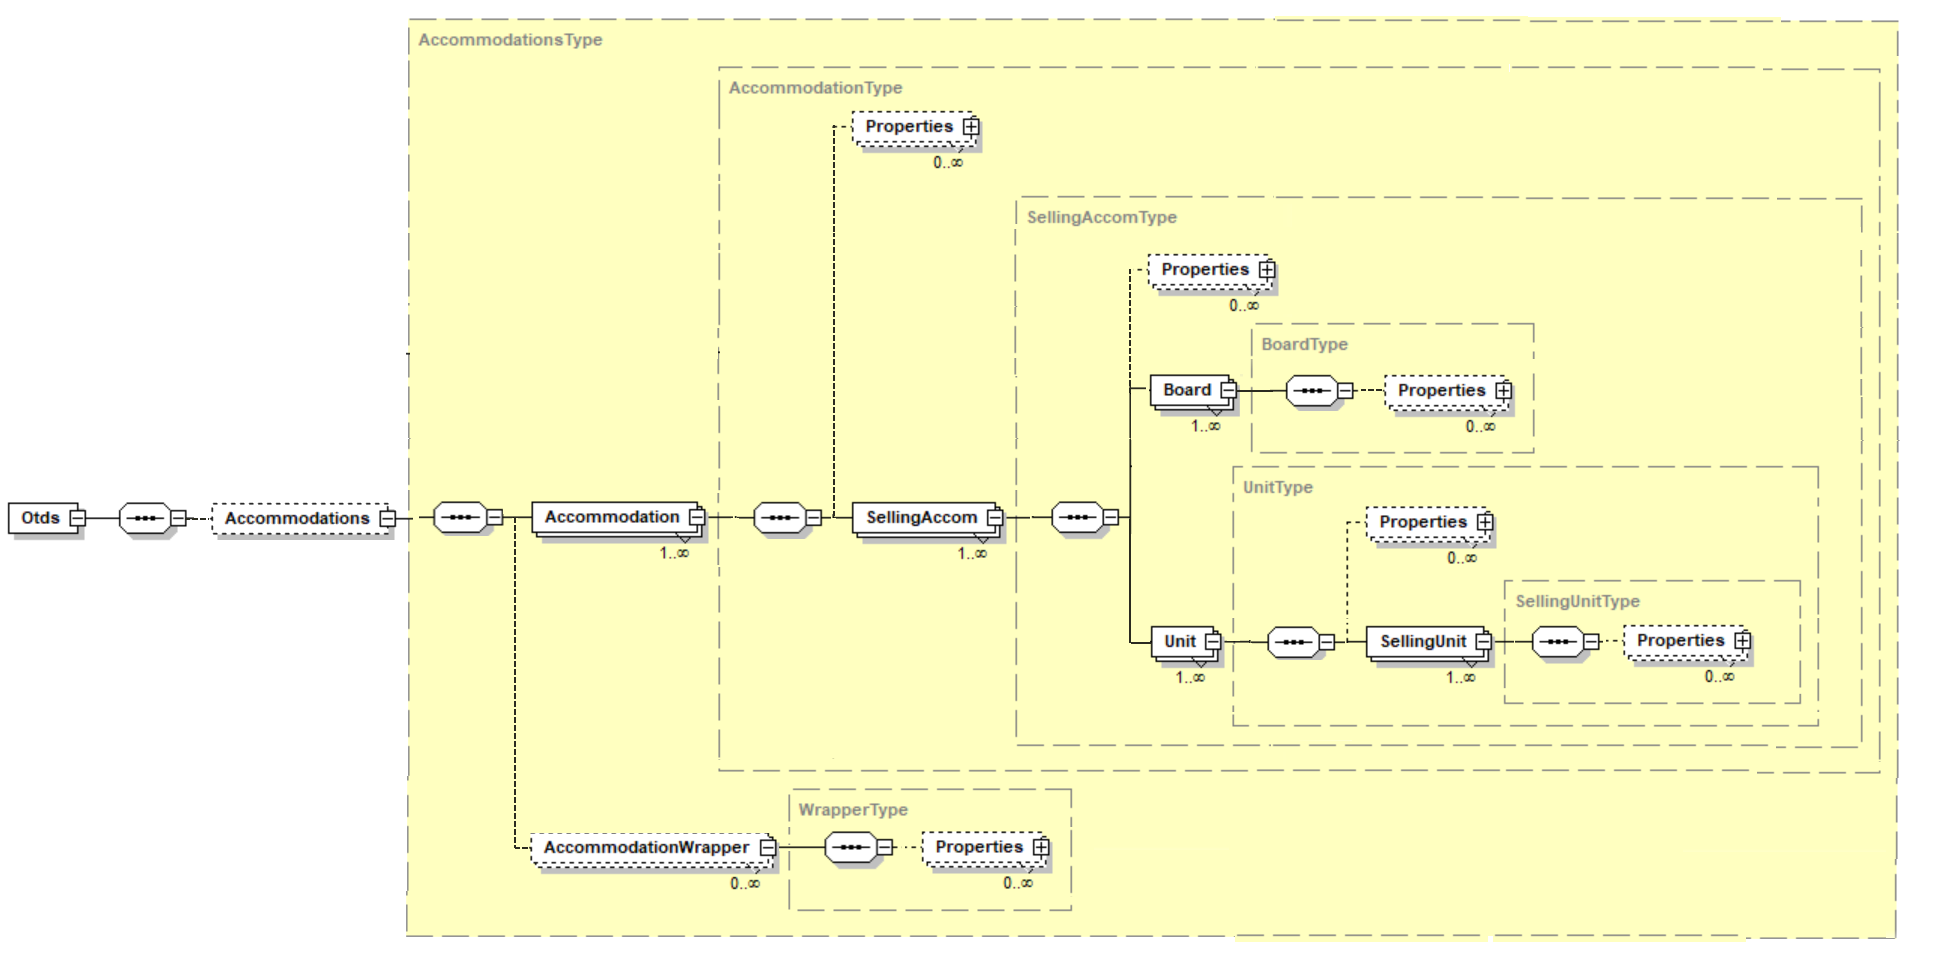 AccommodationsType
AccommodationType
Properties
0..∞
SellingAccomType
Properties
0..∞
BoardType
Board
Properties
1..∞
0..∞
UnitType
Otds
Accommodations
Accommodation
SellingAccom
Properties
1..∞
1..∞
0..∞
SellingUnitType
Unit
SellingUnit
Properties
1..∞
1..∞
0..∞
WrapperType
AccommodationWrapper
Properties
0..∞
0..∞